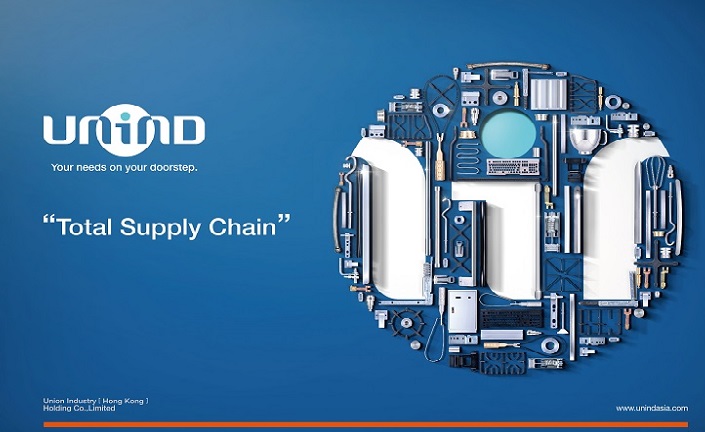 UNIND
Your needs on your doorstep.
“Total Supply Chain”
Union Industry [ Hong Kong ]
Holding Co.,Limited
www.unindasia.com